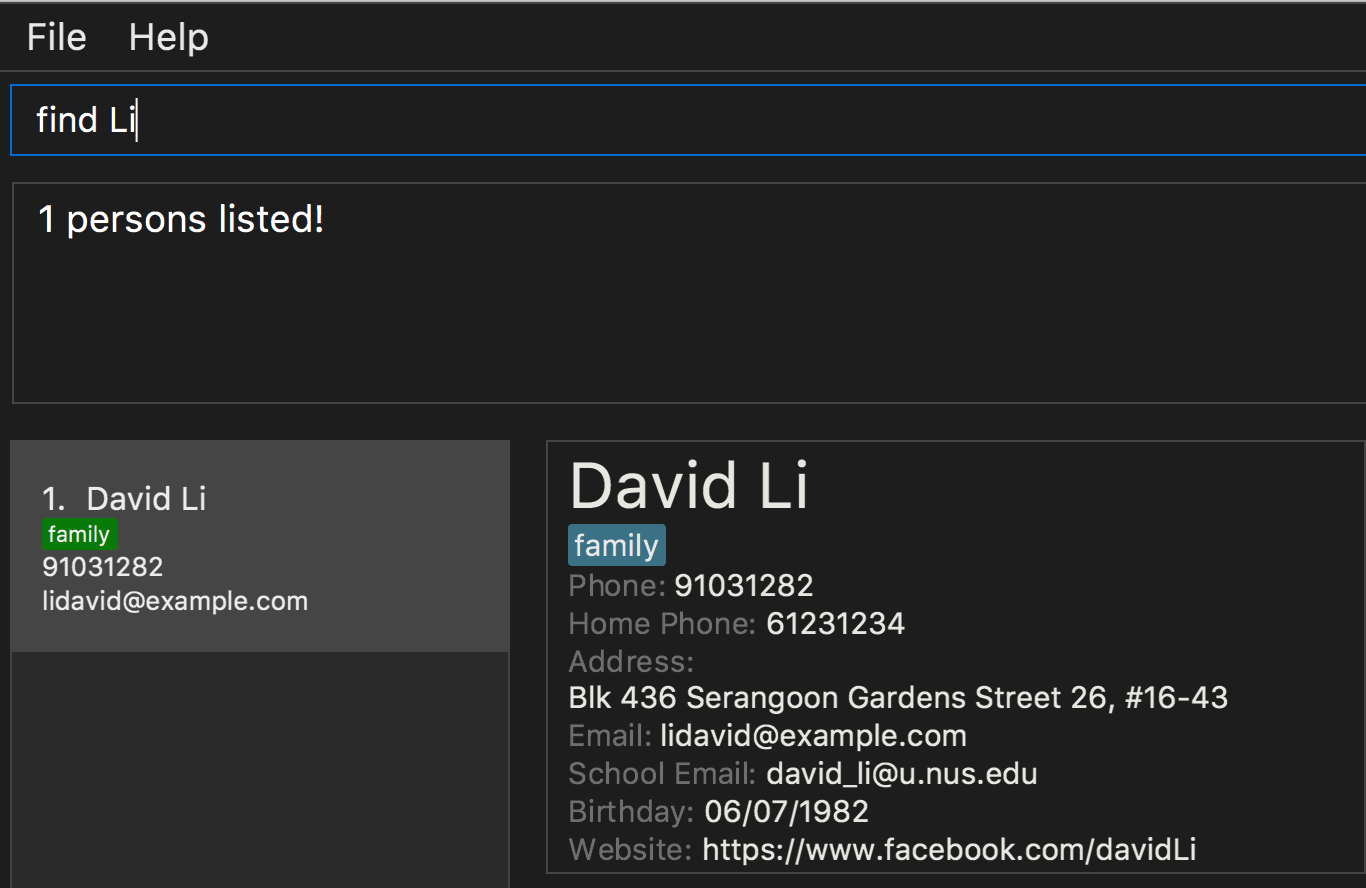 File Help
find Li
1 persons listed!
1. David Li
family
91031282
lidavid@example.com
David Li
family
Phone: 91031282
Home Phone: 61231234
Address:
Blk 436 Serangoon Gardens Street 26, #16-43
Email: lidavid@example.com
School Email: david_li@u.nus.edu
Birthday: 06/07/1982
Website: https://www.facebook.com/davidLi